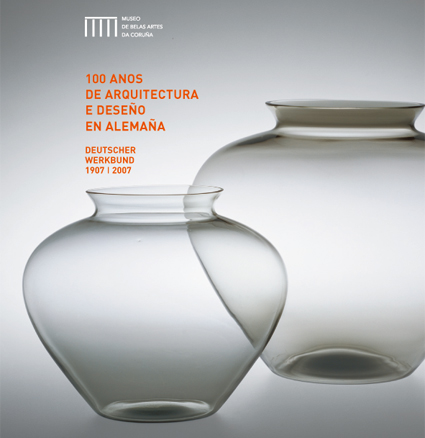 MUSEO
DE BELAS ARTES
DA CORUÑA
100 ANOS
DE ARQUITECTURA
E DESEÑO
EN ALEMAÑA
DEUTSCHER
WERKBUND
1907 | 2007